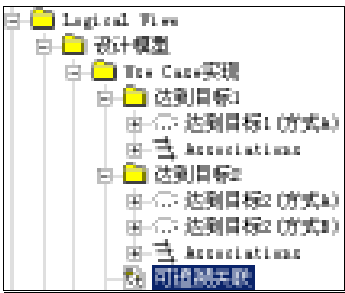 Logical View
设计模型
Use Case实现
达到目标1
达到目标1(方式A)
Associations
达到目标2
达到目标2(方式A)
达到目标2(方式B)
Associations
可追溯关联